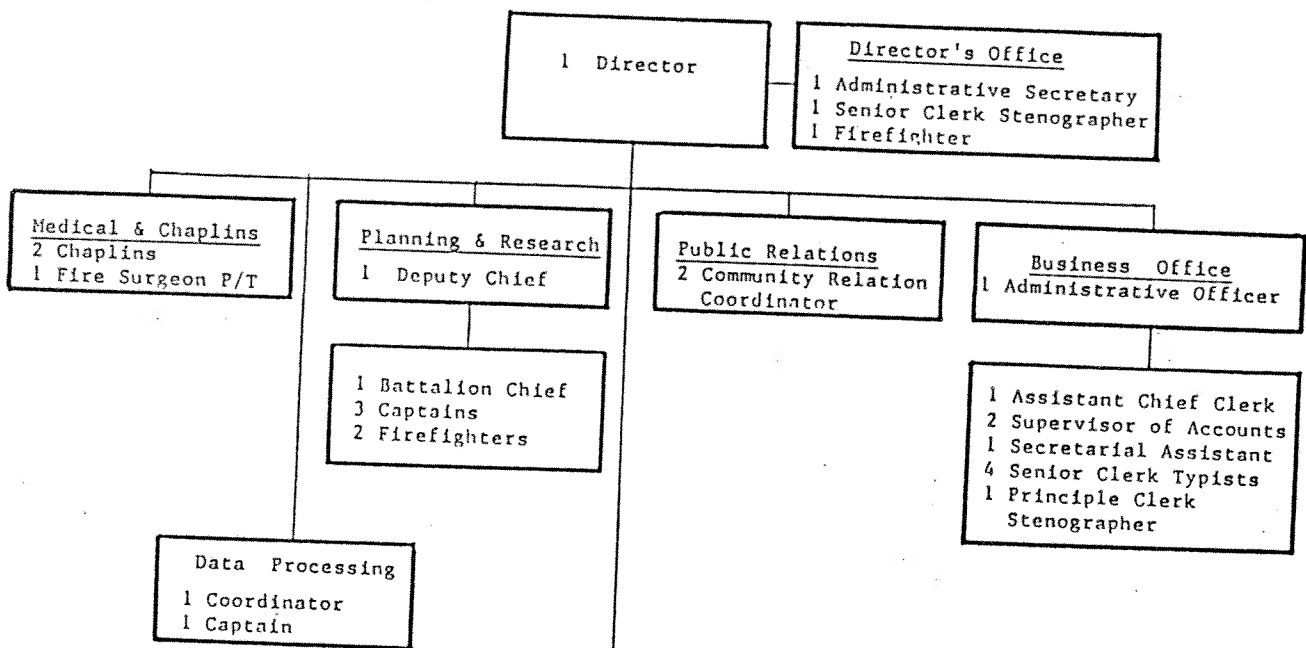 1 Director
Director's Office
1 Administrative Secretary
1 Senior Clerk Stenographer
1 Firefighter
Medical & Chaplins
2 Chaplins
1 Fire Surgeon P/T
Planning & Research
1 Deputy Chief
Public Relations
2 Community Relation
Coordinator
Business Office
1 Administrative Officer
1 Battalion Chief
3 Captains
2 Firefighters
1 Assistant Chief Clerk
2 Supervisor of Accounts
1 Secretarial Assistant
4 Senior Clerk Typists
1 Principle Clerk
Stenographer
Data Processing
1 Coordinator
1 Captain